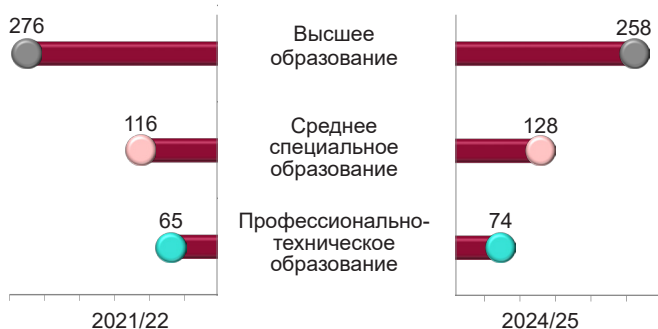 276
Высшее
образование
258
116
Среднее
специальное
образование
128
65
Профессионально-
техническое
образование
74
2021/22
2024/25